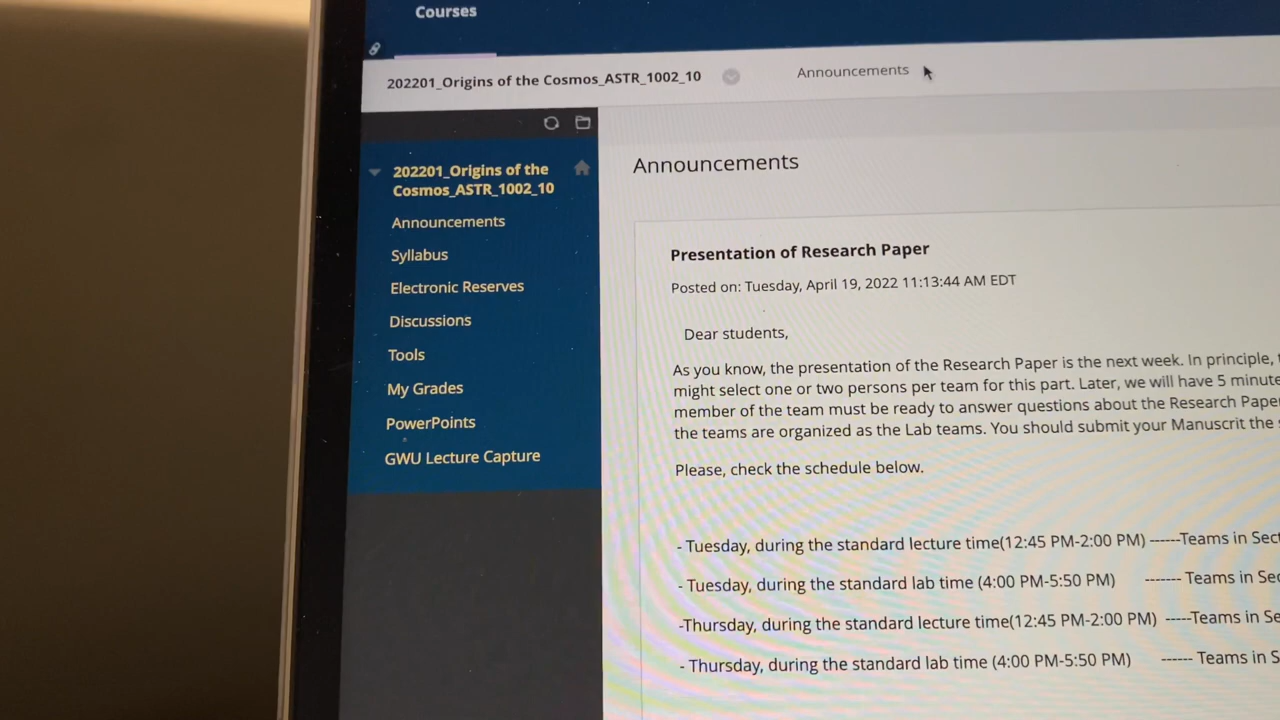 Courses
202201_Origins of the Cosmos_ASTR_1002_10
Announcements
202201_Origins of the
Cosmos_ASTR_1002_10
Announcements
Syllabus
Electronic Reserves
Discussions
Tools
My Grades
PowerPoints
GWU Lecture Capture
Announcements
Presentation of Research Paper
Posted on: Tuesday, April 19, 2022 11:13:44 AM EDT
Dear students,
As you know, the presentation of the Research Paper is the next week. In principle,
might select one or two persons per team for this part. Later, we will have 5 minute
member of the team must be ready to answer questions about the Research Paper
the teams are organized as the Lab teams. You should submit your Manuscrit the
Please, check the schedule below.
- Tuesday, during the standard lecture time(12:45 PM-2:00 PM) ------Teams in Sect
- Tuesday, during the standard lab time (4:00 PM-5:50 PM) ------- Teams in Sec
-Thursday, during the standard lecture time(12:45 PM-2:00 PM) -----Teams in Se
- Thursday, during the standard lab time (4:00 PM-5:50 PM) ------ Teams in S